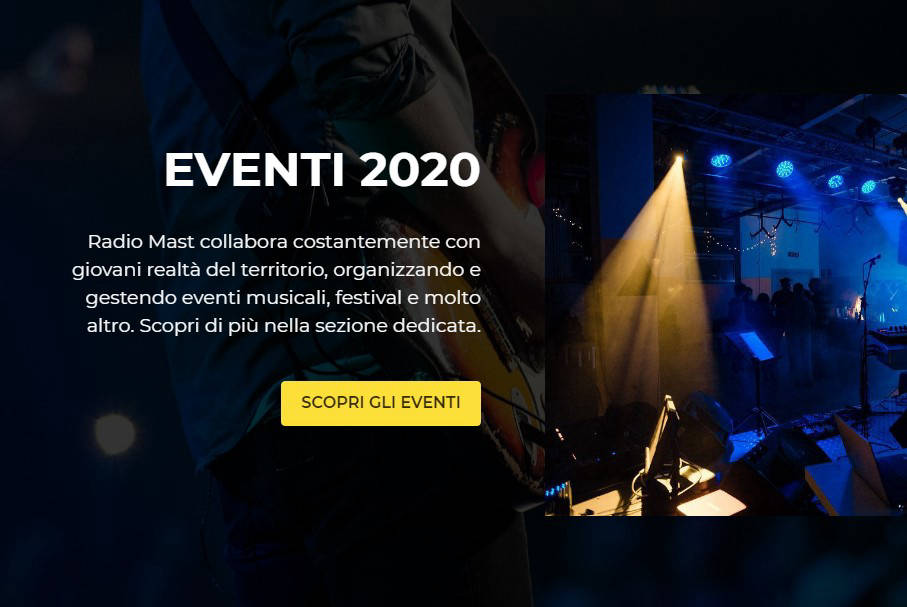 EVENTI 2020
Radio Mast collabora costantemente con
giovani realtà del territorio, organizzando e
gestendo eventi musicali, festival e molto
altro. Scopri di più nella sezione dedicata.
SCOPRI GLI EVENTI